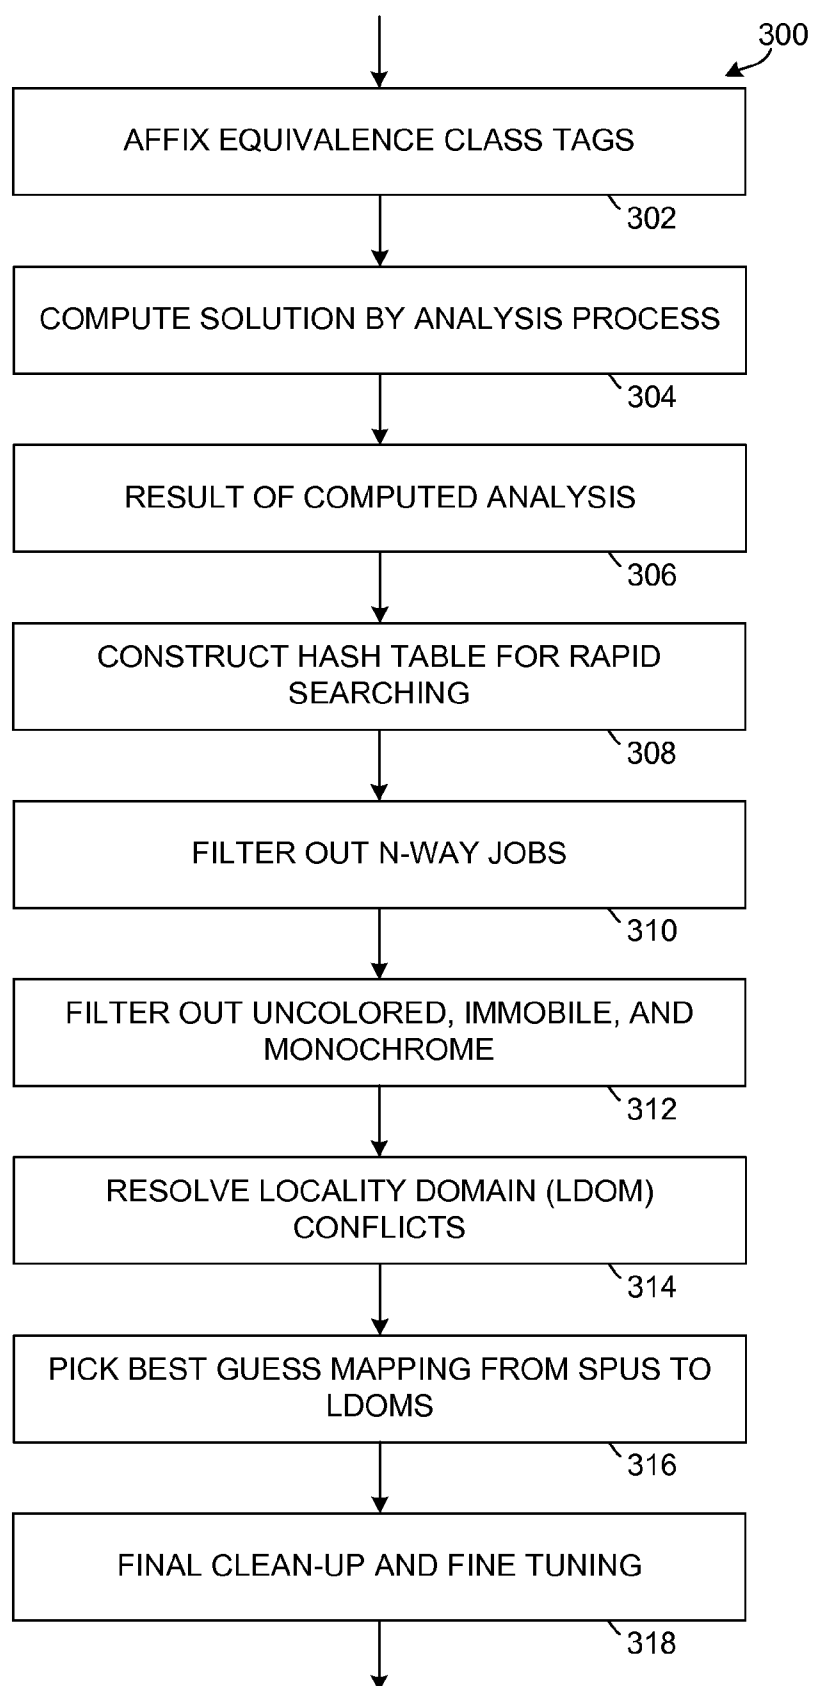 300
AFFIX EQUIVALENCE CLASS TAGS
302
COMPUTE SOLUTION BY ANALYSIS PROCESS
304
RESULT OF COMPUTED ANALYSIS
306
CONSTRUCT HASH TABLE FOR RAPID
SEARCHING
308
FILTER OUT N-WAY JOBS
310
FILTER OUT UNCOLORED, IMMOBILE, AND
MONOCHROME
312
RESOLVE LOCALITY DOMAIN (LDOM)
CONFLICTS
314
PICK BEST GUESS MAPPING FROM SPUS TO
LDOMS
316
FINAL CLEAN-UP AND FINE TUNING
318